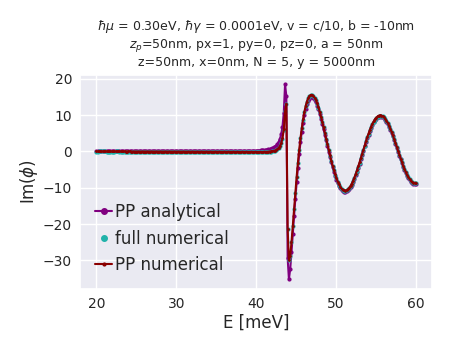 ℏμ = 0.30eV, ℏγ = 0.0001eV, v = c/10, b = -10nm
zₚ=50nm, px=1, py=0, pz=0, a = 50nm
z=50nm, x=0nm, N = 5, y = 5000nm
20
10
0
−10
−20
−30
Im(ϕ)
PP analytical
full numerical
PP numerical
20 30 40 50 60
E [meV]